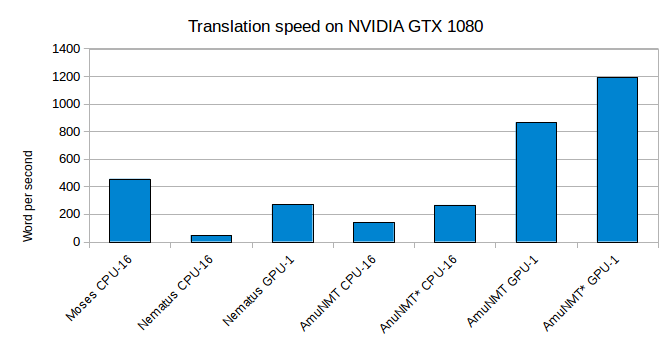 Translation speed on NVIDIA GTX 1080
1400
1200
1000
800
600
400
200
0
Word per second
Moses CPU-16
Nematus CPU-16
Nematus GPU-1
AmuNMT CPU-16
AnuNMT* CPU-16
AmuNMT GPU-1
AmuNMT* GPU-1